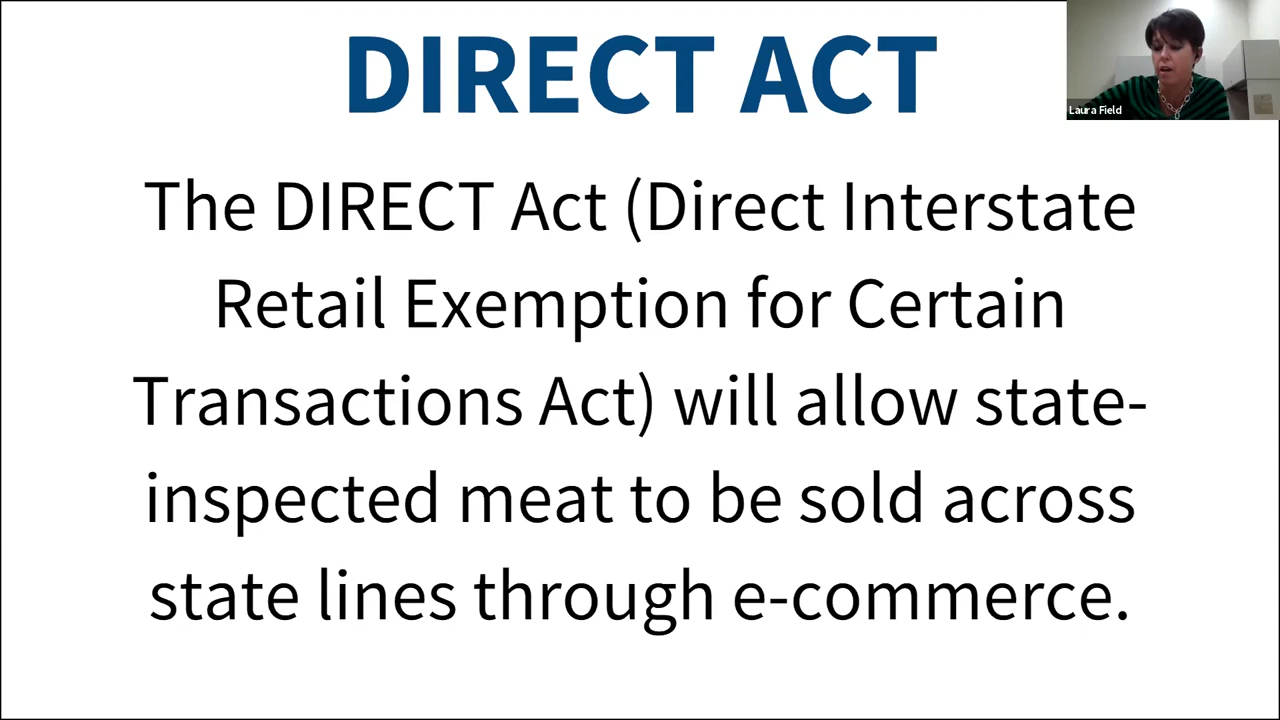 DIRECT ACT
Laura Field
The DIRECT Act (Direct Interstate
Retail Exemption for Certain
Transactions Act) will allow state-
inspected meat to be sold across
state lines through e-commerce.